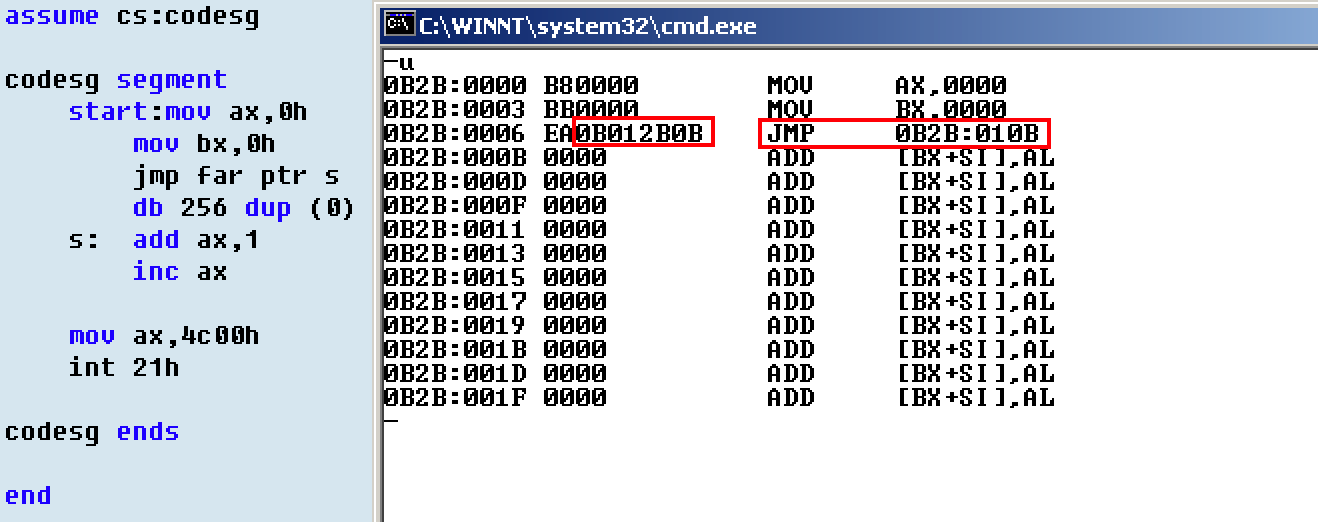 assume cs:codesg
codesg segment
start:mov ax,0h
mov bx,0h
jmp far ptr s
db 256 dup (0)
s: add ax,1
inc ax
mov ax,4c00h
int 21h
codesg ends
end
C:\WINNT\system32\cmd.exe
-u
0B2B:0000 B80000 MOV AX,0000
0B2B:0003 BB0000 MOV BX,0000
0B2B:0006 EA0B012B0B JMP 0B2B:010B
0B2B:000B 0000 ADD [BX+SI],AL
0B2B:000D 0000 ADD [BX+SI],AL
0B2B:000F 0000 ADD [BX+SI],AL
0B2B:0011 0000 ADD [BX+SI],AL
0B2B:0013 0000 ADD [BX+SI],AL
0B2B:0015 0000 ADD [BX+SI],AL
0B2B:0017 0000 ADD [BX+SI],AL
0B2B:0019 0000 ADD [BX+SI],AL
0B2B:001B 0000 ADD [BX+SI],AL
0B2B:001D 0000 ADD [BX+SI],AL
0B2B:001F 0000 ADD [BX+SI],AL
-